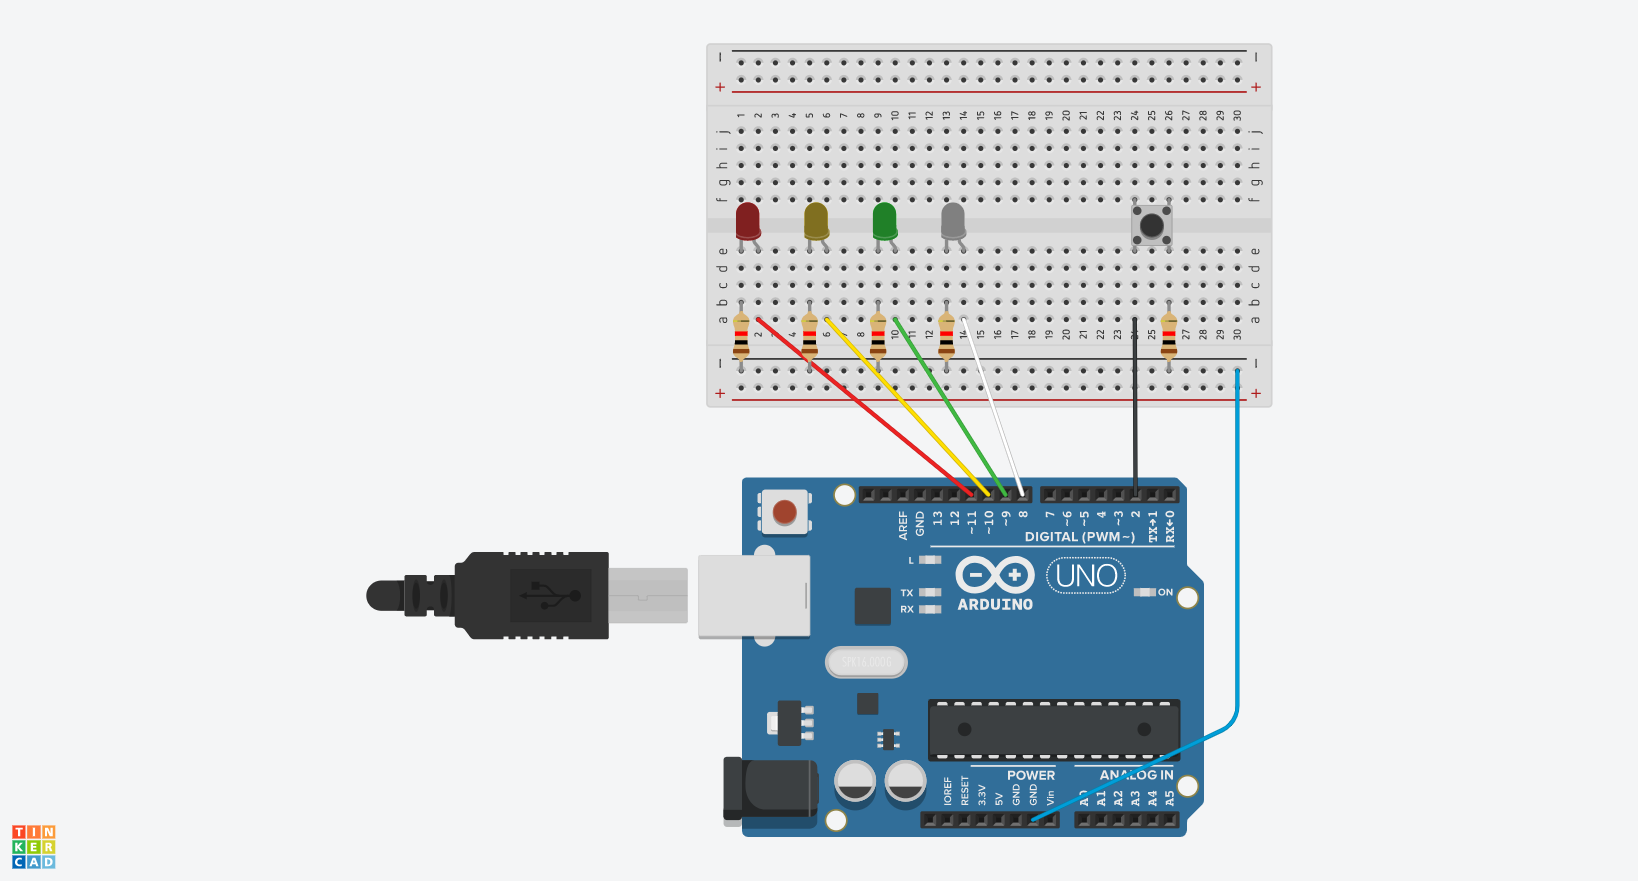 − −
+ +
1 2 3 4 5 6 7 8 9 10 11 12 13 14 15 16 17 18 19 20 21 22 23 24 25 26 27 28 29 30
j j
i i
h h
g g
f f
e e
d d
c c
b b
a a
2 4 6 8 10 11 12 14 15 16 17 18 19 20 21 22 23 25 27 28 29 30
− −
+ +
AREF GND 13 12 ~11 ~10 ~9 8 7 ~6 ~5 4 ~3 2 TX→1 RX←0
DIGITAL (PWM~)
L
TX
RX
UNO
ARDUINO
ON
SPK16.000G
POWER ANALOG IN
IOREF RESET 3.3V 5V GND GND Vin A0 A1 A2 A3 A4 A5
TIN
KER
CAD